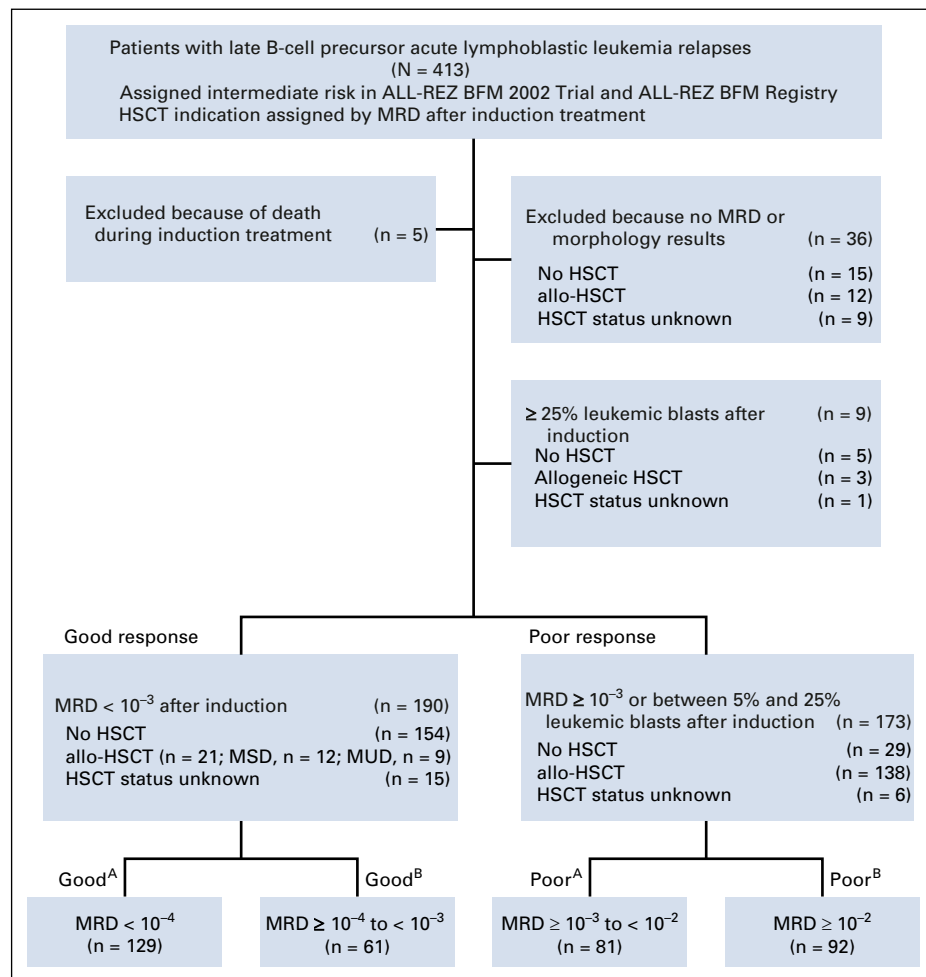 Patients with late B-cell precursor acute lymphoblastic leukemia relapses
(N = 413)
Assigned intermediate risk in ALL-REZ BFM 2002 Trial and ALL-REZ BFM Registry
HSCT indication assigned by MRD after induction treatment
Excluded because of death
during induction treatment (n = 5)
Excluded because no MRD or
morphology results (n = 36)
No HSCT (n = 15)
allo-HSCT (n = 12)
HSCT status unknown (n = 9)
≥ 25% leukemic blasts after (n = 9)
induction
No HSCT (n = 5)
Allogeneic HSCT (n = 3)
HSCT status unknown (n = 1)
Good response
MRD < 10⁻³ after induction (n = 190)
No HSCT (n = 154)
allo-HSCT (n = 21; MSD, n = 12; MUD, n = 9)
HSCT status unknown (n = 15)
Poor response
MRD ≥ 10⁻³ or between 5% and 25%
leukemic blasts after induction (n = 173)
No HSCT (n = 29)
allo-HSCT (n = 138)
HSCT status unknown (n = 6)
Goodᴬ
MRD < 10⁻⁴
(n = 129)
Goodᴮ
MRD ≥ 10⁻⁴ to < 10⁻³
(n = 61)
Poorᴬ
MRD ≥ 10⁻³ to < 10⁻²
(n = 81)
Poorᴮ
MRD ≥ 10⁻²
(n = 92)